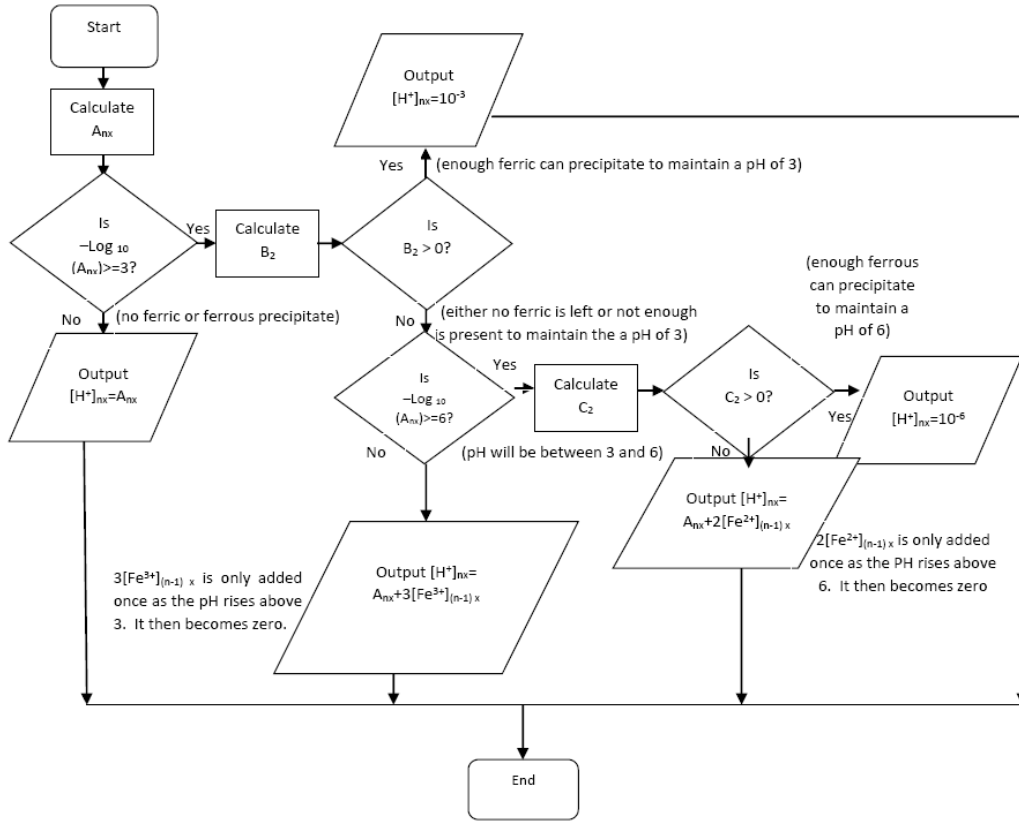 Start
Calculate
Aₙₓ
Is
–Log ₁₀
(Aₙₓ)>=3?
Yes
Calculate
B₂
Is
B₂ > 0?
Yes
(enough ferric can precipitate to maintain a pH of 3)
Output
[H⁺]ₙₓ=10⁻³
No
(no ferric or ferrous precipitate)
Output
[H⁺]ₙₓ=Aₙₓ
(either no ferric is left or not enough
No
is present to maintain the a pH of 3)
Is
–Log ₁₀
(Aₙₓ)>=6?
Yes
Calculate
C₂
Is
C₂ > 0?
(enough ferrous
can precipitate
to maintain a
pH of 6)
Yes
Output
[H⁺]ₙₓ=10⁻⁶
No
(pH will be between 3 and 6)
No
Output [H⁺]ₙₓ=
Aₙₓ+2[Fe²⁺]₍ₙ₋₁₎ ₓ
2[Fe²⁺]₍ₙ₋₁₎ ₓ is only added
once as the PH rises above
6. It then becomes zero
Output [H⁺]ₙₓ=
Aₙₓ+3[Fe³⁺]₍ₙ₋₁₎ ₓ
3[Fe³⁺]₍ₙ₋₁₎ ₓ is only added
once as the pH rises above
3. It then becomes zero.
End